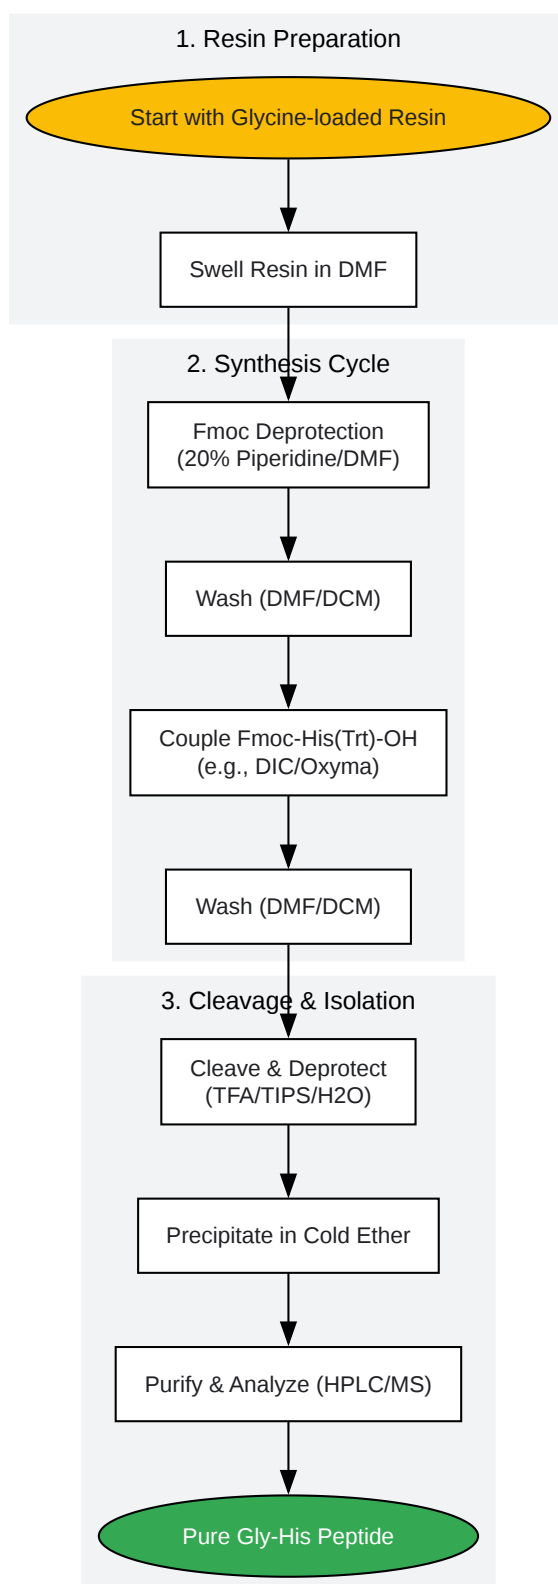 1. Resin Preparation
Start with Glycine-loaded Resin
Swell Resin in DMF
2. Synthesis Cycle
Fmoc Deprotection
(20% Piperidine/DMF)
Wash (DMF/DCM)
Couple Fmoc-His(Trt)-OH
(e.g., DIC/Oxyma)
Wash (DMF/DCM)
3. Cleavage & Isolation
Cleave & Deprotect
(TFA/TIPS/H2O)
Precipitate in Cold Ether
Purify & Analyze (HPLC/MS)
Pure Gly-His Peptide